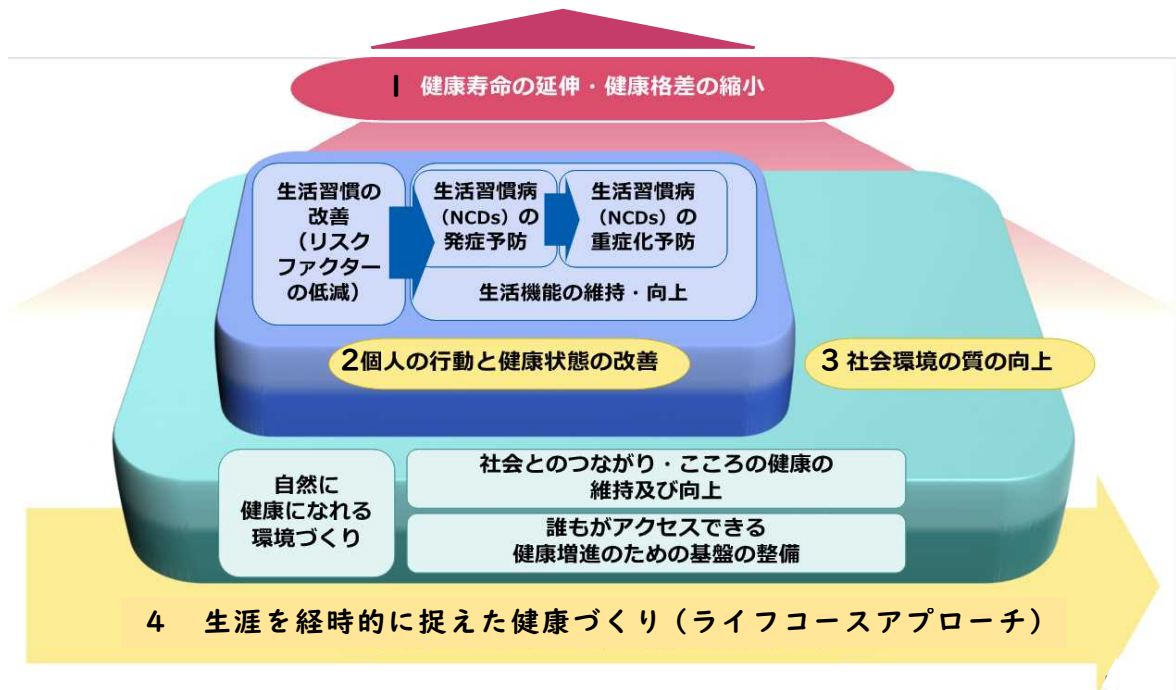 1 健康寿命の延伸・健康格差の縮小
生活習慣の
改善
（リスク
ファクター
の低減）
生活習慣病
（NCDs）の
発症予防
生活習慣病
（NCDs）の
重症化予防
生活機能の維持・向上
2個人の行動と健康状態の改善
3 社会環境の質の向上
自然に
健康になれる
環境づくり
社会とのつながり・こころの健康の
維持及び向上
誰もがアクセスできる
健康増進のための基盤の整備
4 生涯を経時的に捉えた健康づくり（ライフコースアプローチ）